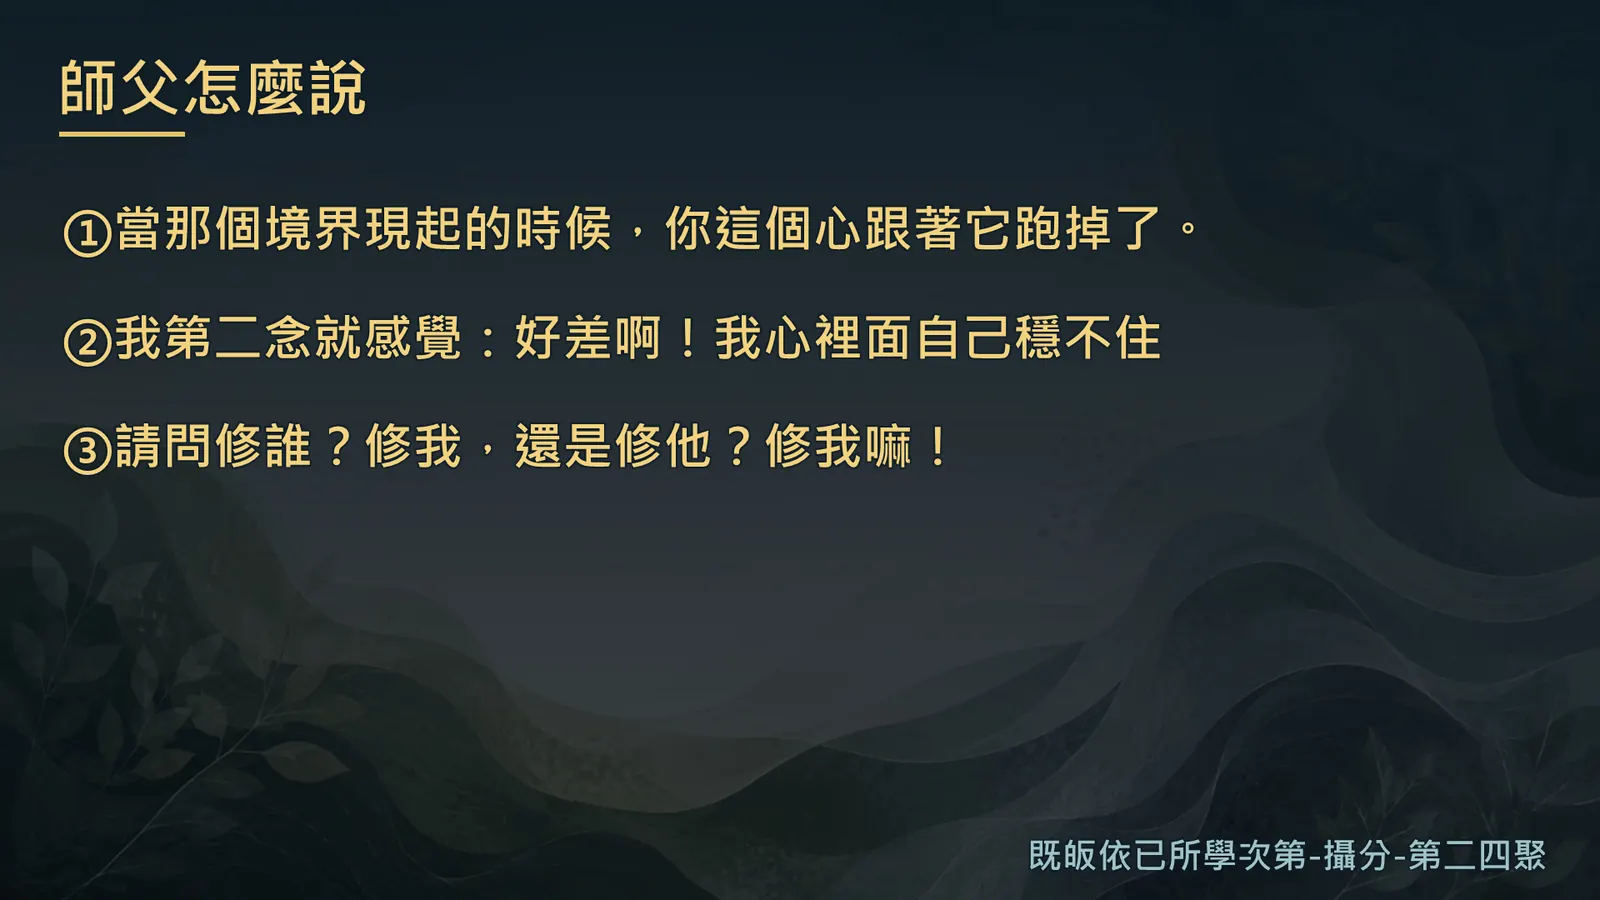 師父怎麼說
①當那個境界現起的時候，你這個心跟著它跑掉了。
②我第二念就感覺：好差啊！我心裡面自己穩不住
③請問修誰？修我，還是修他？修我嘛！
既皈依已所學次第-攝分-第二四聚